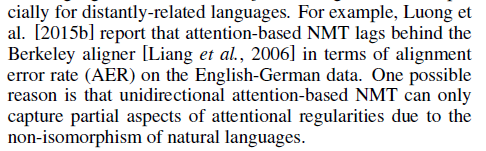 cially for distantly-related languages. For example, Luong et
al. [2015b] report that attention-based NMT lags behind the
Berkeley aligner [Liang et al., 2006] in terms of alignment
error rate (AER) on the English-German data. One possible
reason is that unidirectional attention-based NMT can only
capture partial aspects of attentional regularities due to the
non-isomorphism of natural languages.